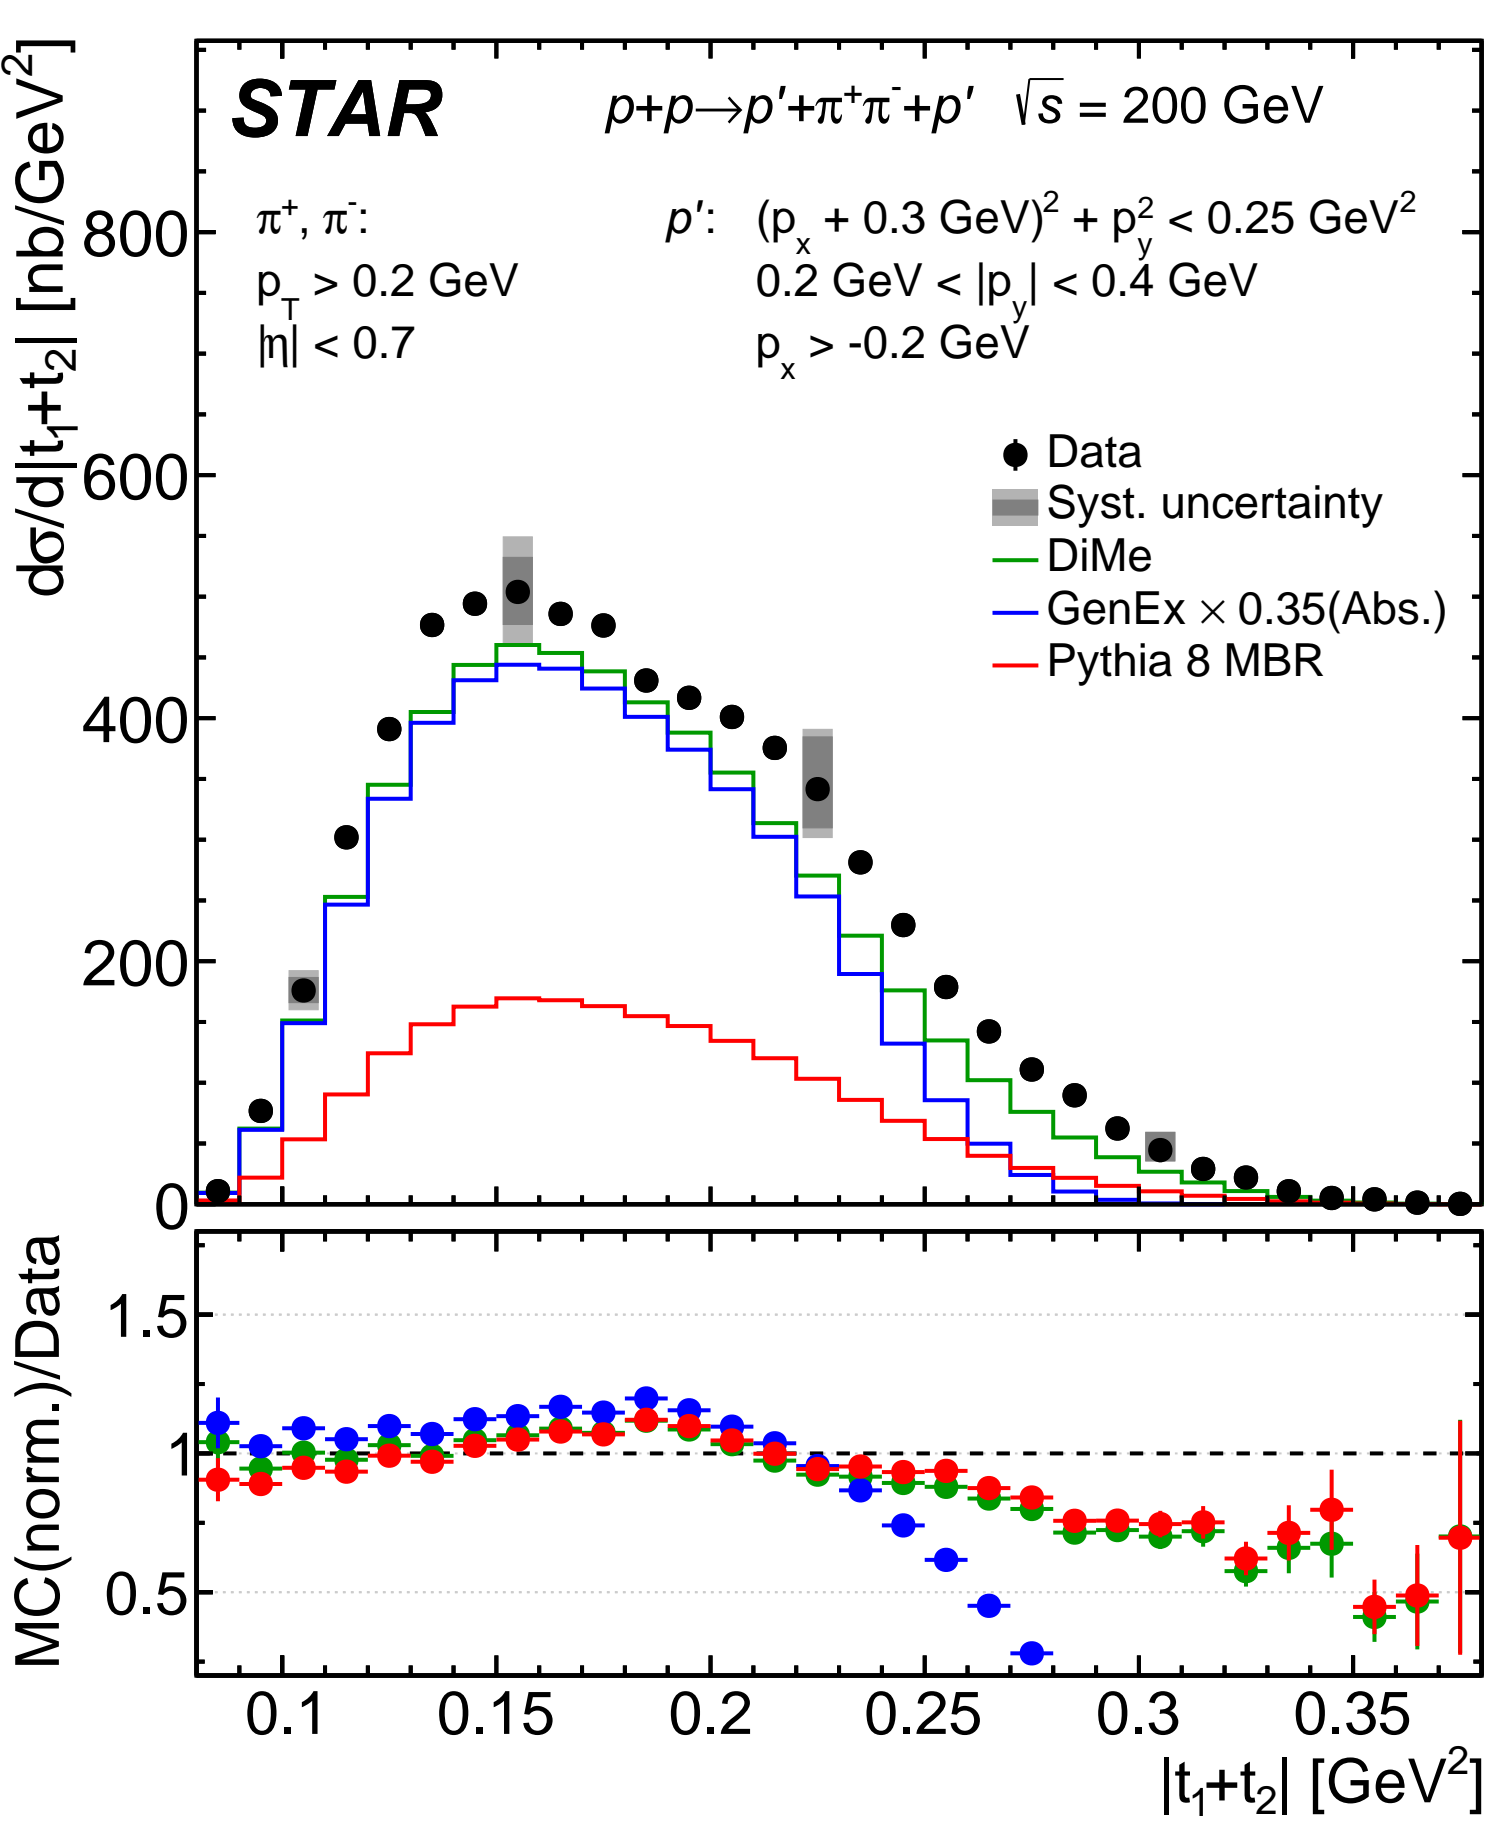 STAR p+p→p′+π⁺π⁻+p′ √s = 200 GeV
π⁺, π⁻: p′: (pₓ + 0.3 GeV)² + p_y² < 0.25 GeV²
p_T > 0.2 GeV 0.2 GeV < |p_y| < 0.4 GeV
|η| < 0.7 pₓ > -0.2 GeV
dσ/d|t₁+t₂| [nb/GeV²]
800
600
400
200
0
Data
Syst. uncertainty
DiMe
GenEx × 0.35(Abs.)
Pythia 8 MBR
MC(norm.)/Data
1.5
1
0.5
0.1 0.15 0.2 0.25 0.3 0.35
|t₁+t₂| [GeV²]